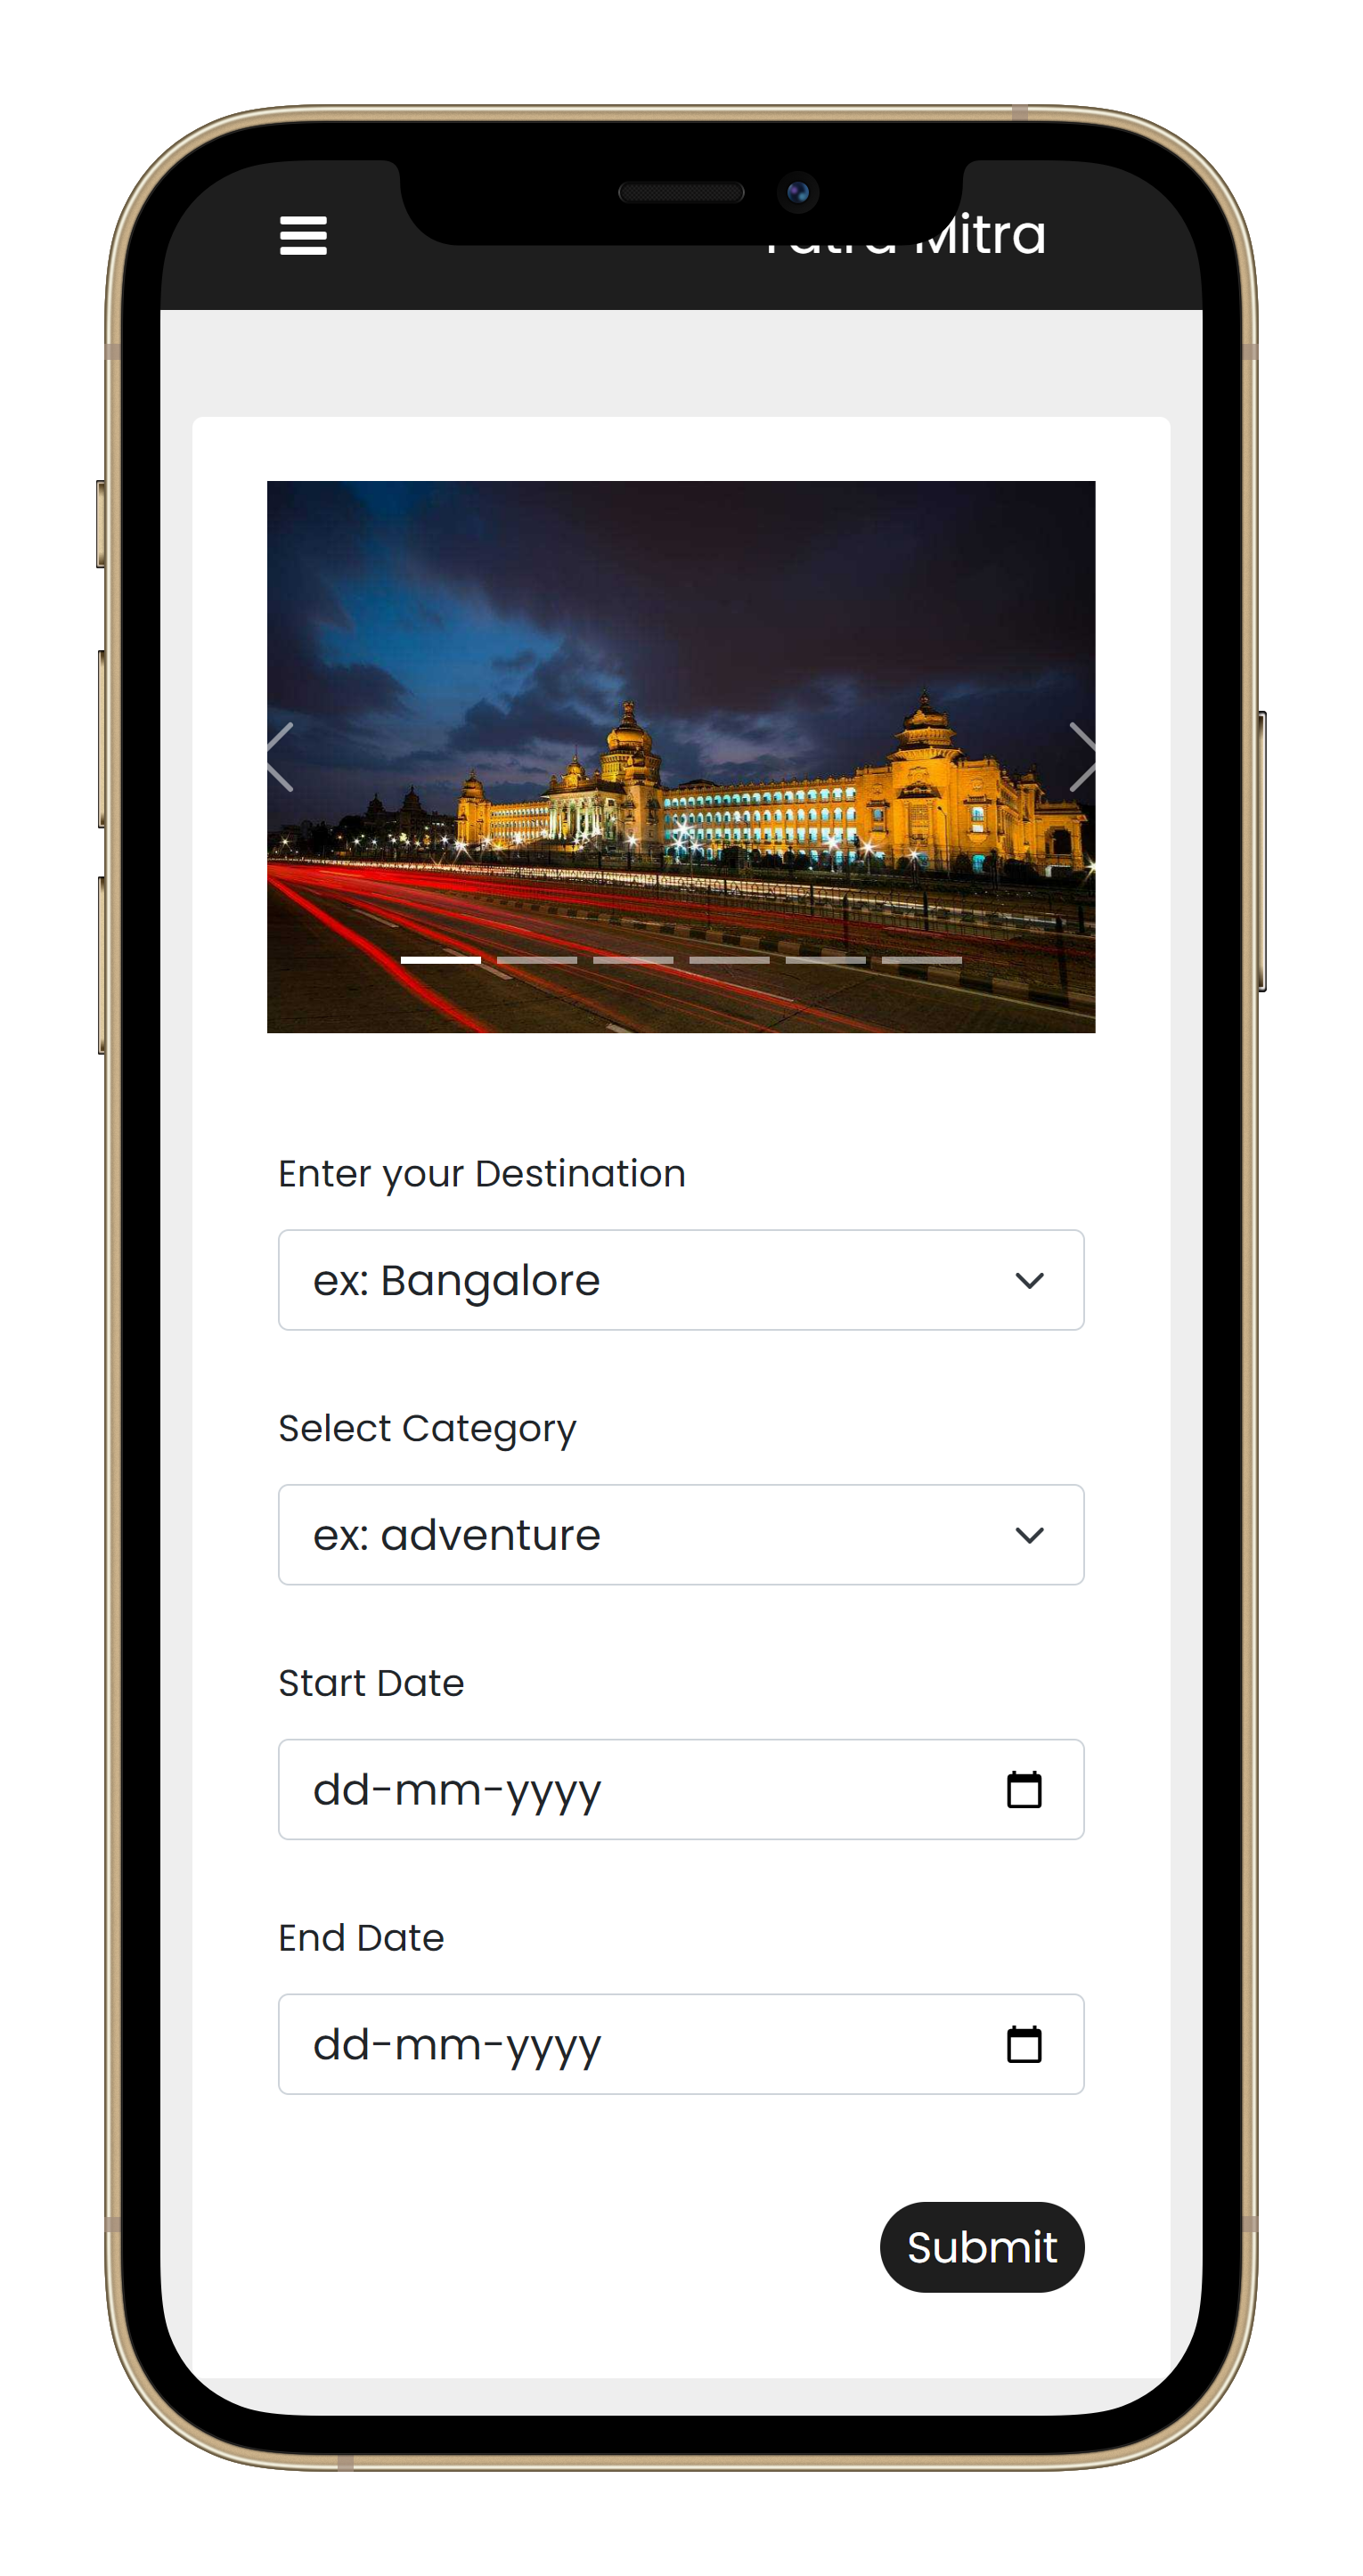 Mitra
Enter your Destination
ex: Bangalore
Select Category
ex: adventure
Start Date
dd-mm-yyyy
End Date
dd-mm-yyyy
Submit